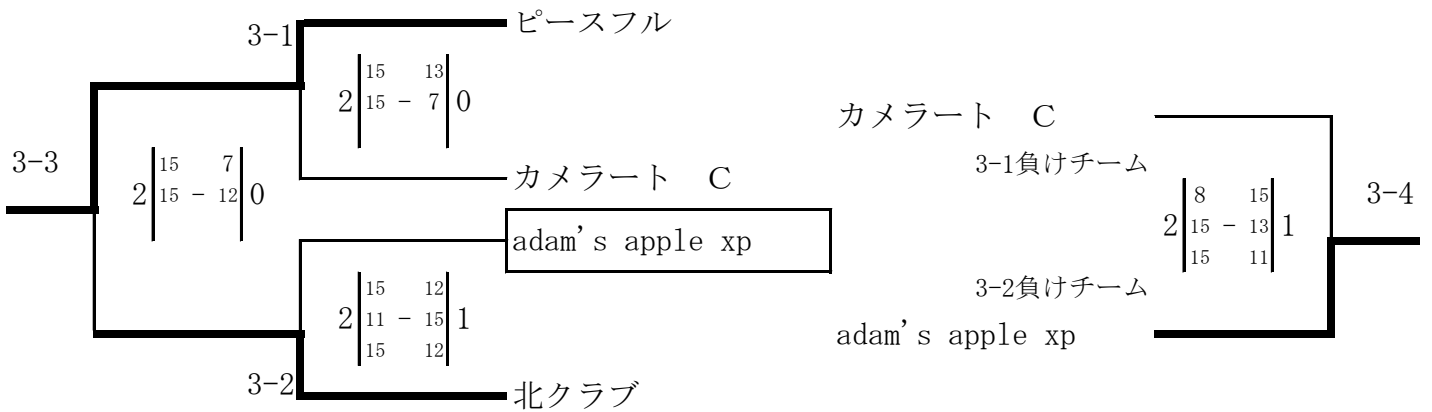 3-1
ピースフル
2 15 13 0
15 - 7
カメラート　C
3-3
2 15 7 0
15 - 12
adam's apple xp
2 15 12 1
11 - 15
15 12
3-2
北クラブ
カメラート　C
3-1負けチーム
2 8 15 1
15 - 13
15 11
3-4
3-2負けチーム
adam's apple xp